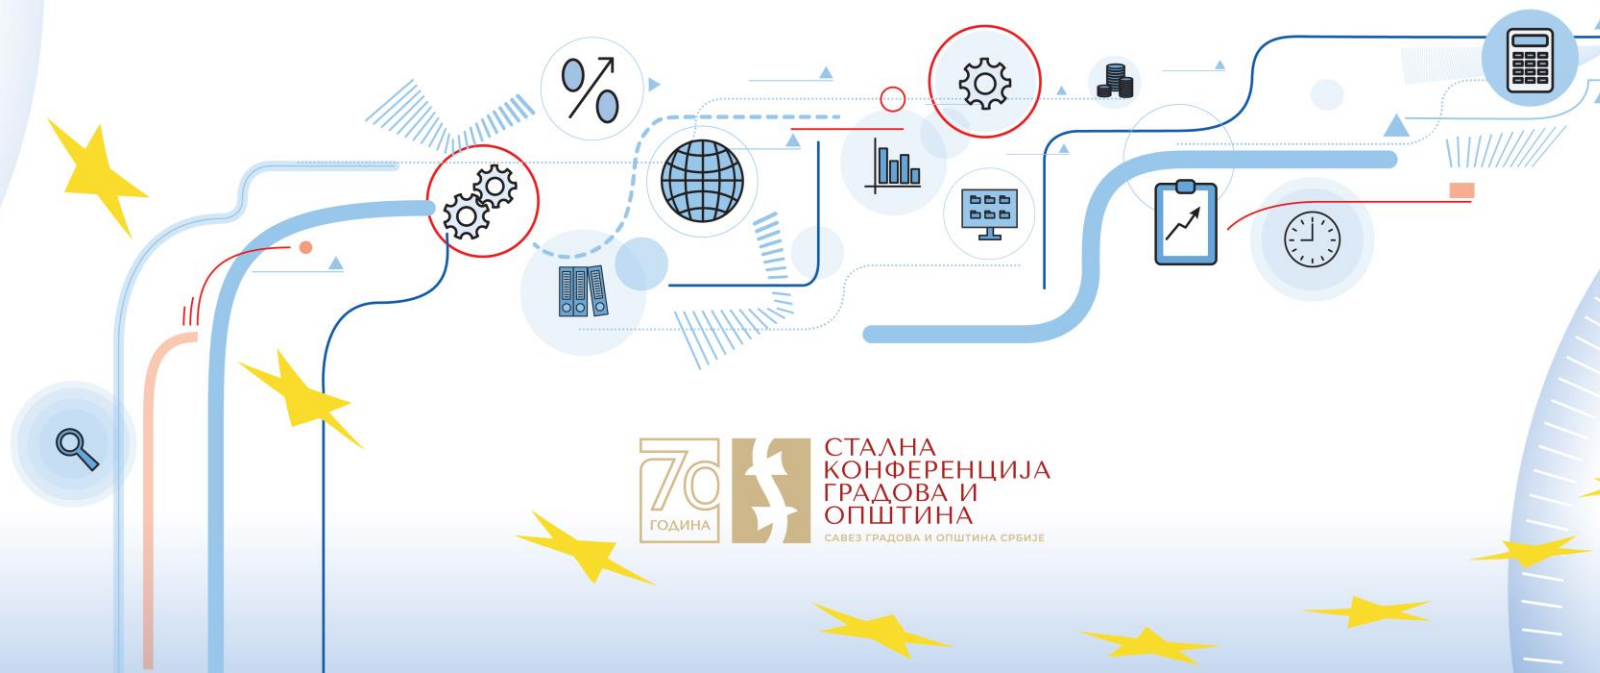 70
ГОДИНА
СТАЛНА
КОНФЕРЕНЦИЈА
ГРАДОВА И
ОПШТИНА
САВЕЗ ГРАДОВА И ОПШТИНА СРБИЈЕ